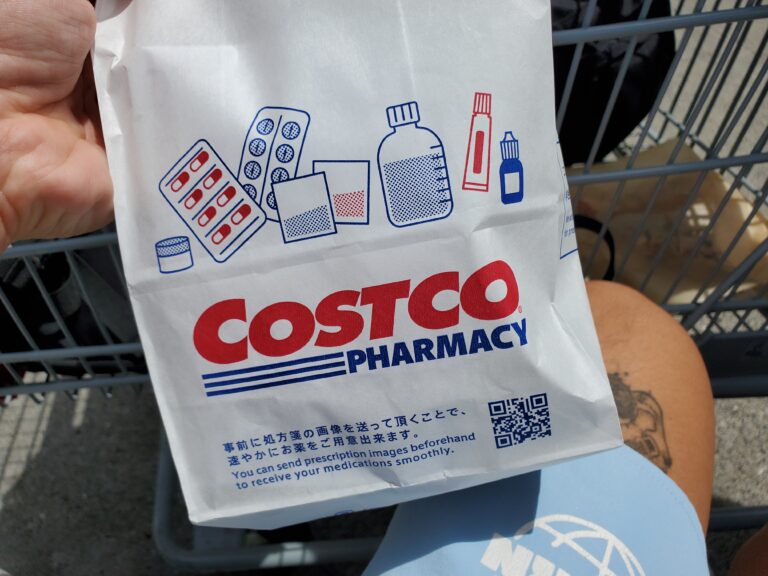 COSTCO
PHARMACY
事前に処方箋の画像を送って頂くことで、
速やかにお薬をご用意出来ます。
You can send prescription images beforehand
to receive your medications smoothly.